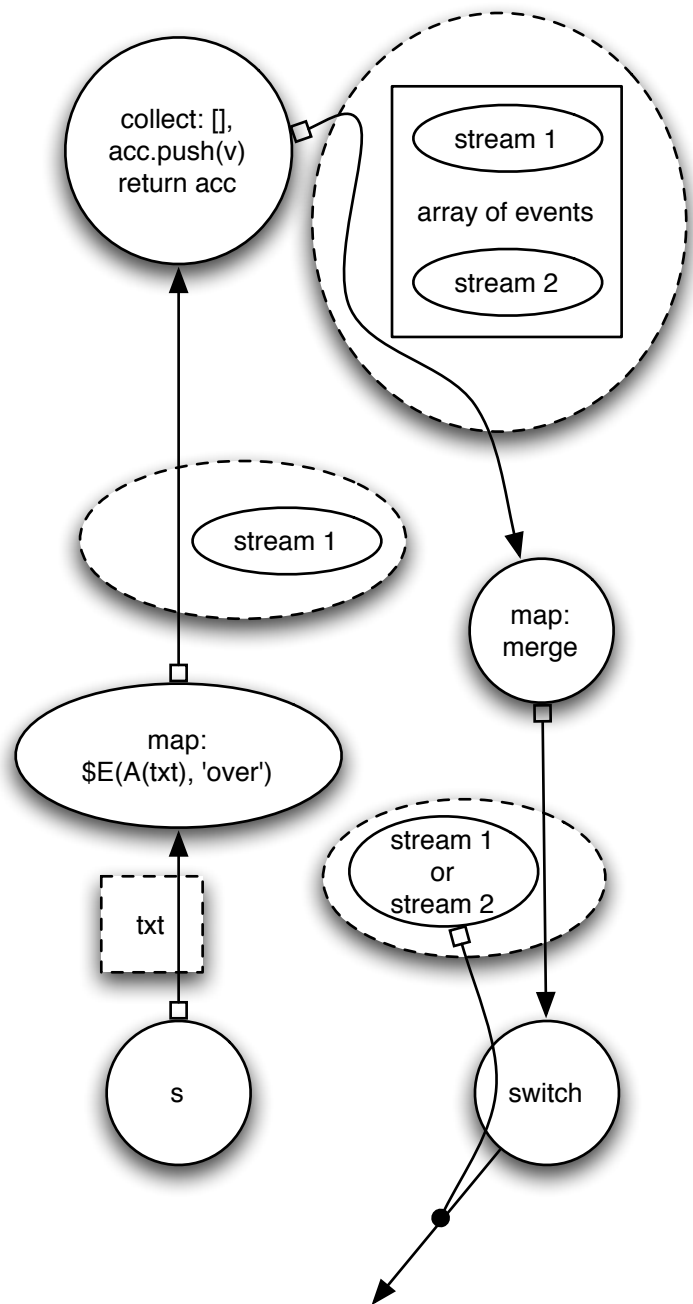 collect: [],
acc.push(v)
return acc
stream 1
array of events
stream 2
stream 1
map:
merge
map:
$E(A(txt), 'over')
stream 1
or
stream 2
txt
s
switch